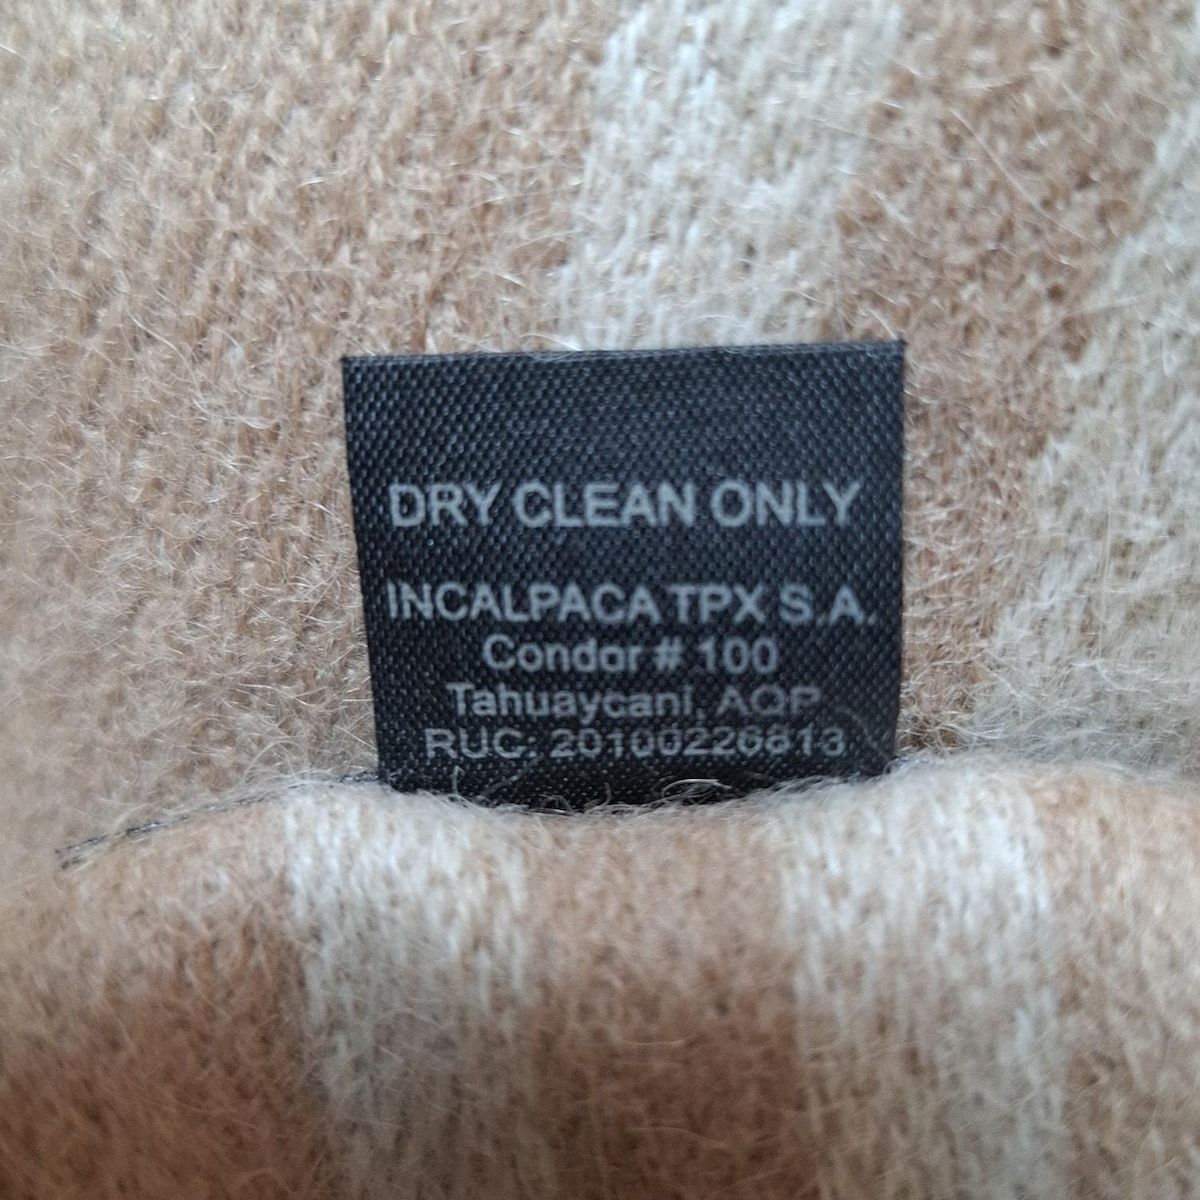 DRY CLEAN ONLY
INCALPACA TPX S.A.
Condor # 100
Tahuaycani, AQP
RUC: 20100226813